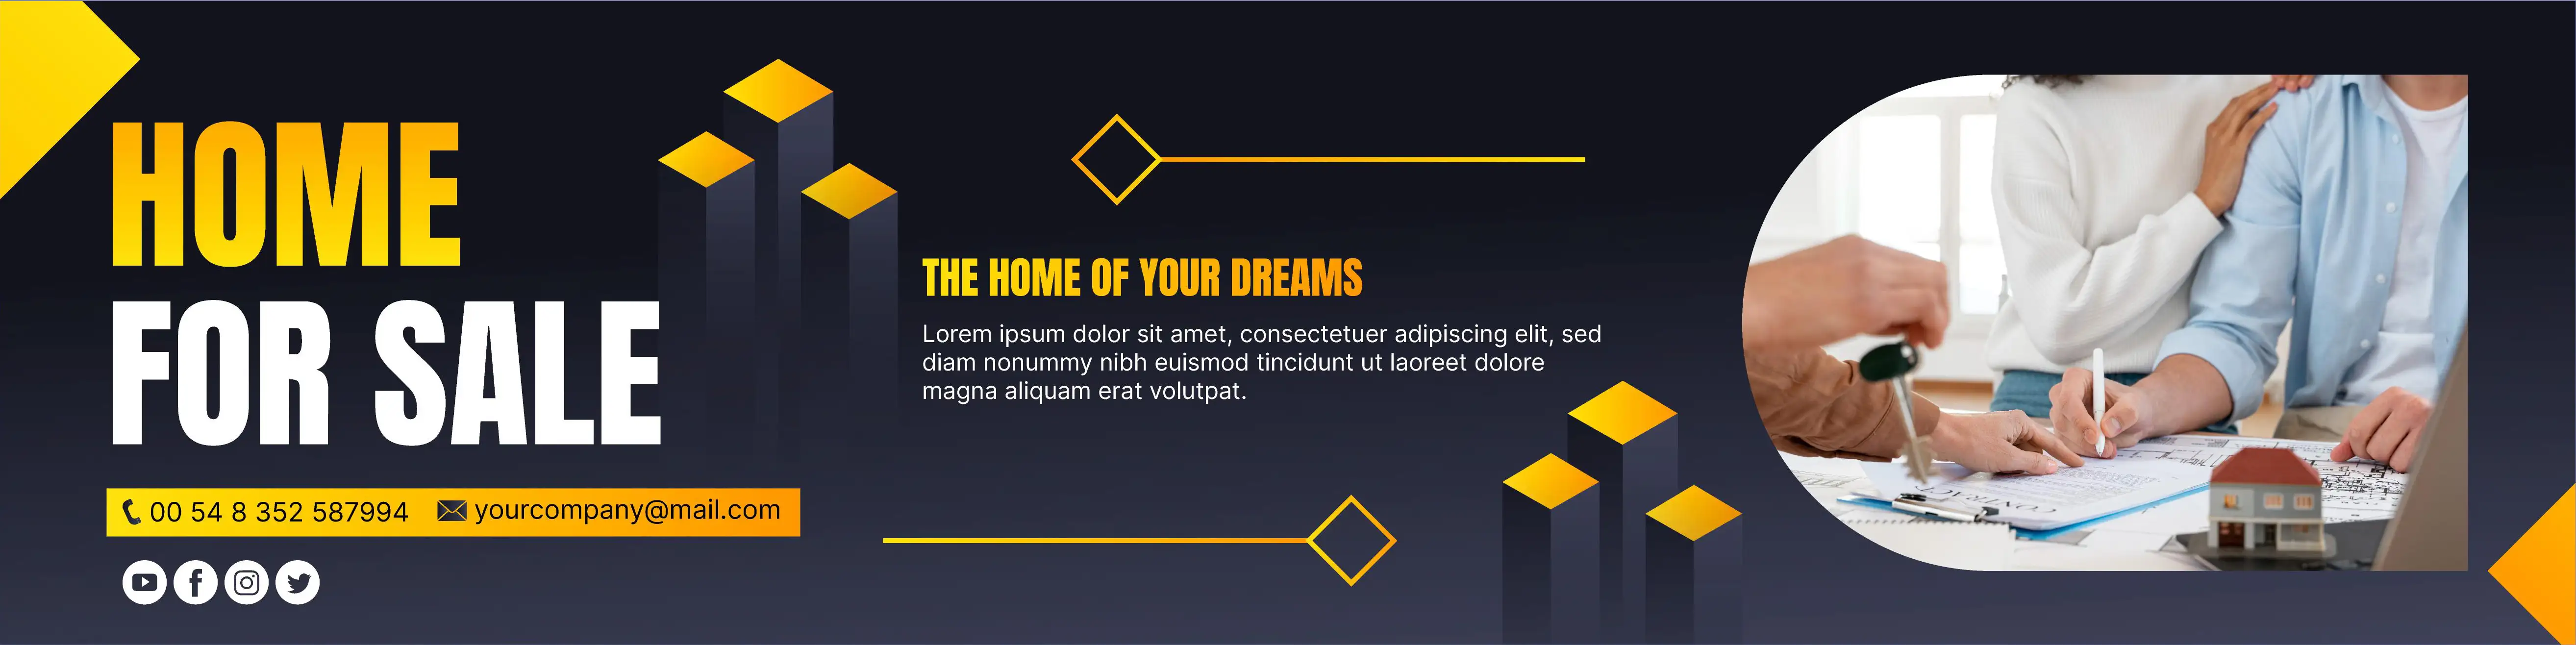 HOME
FOR SALE
00 54 8 352 587994
yourcompany@mail.com
THE HOME OF YOUR DREAMS
Lorem ipsum dolor sit amet, consectetuer adipiscing elit, sed
diam nonummy nibh euismod tincidunt ut laoreet dolore
magna aliquam erat volutpat.
CONTRACT